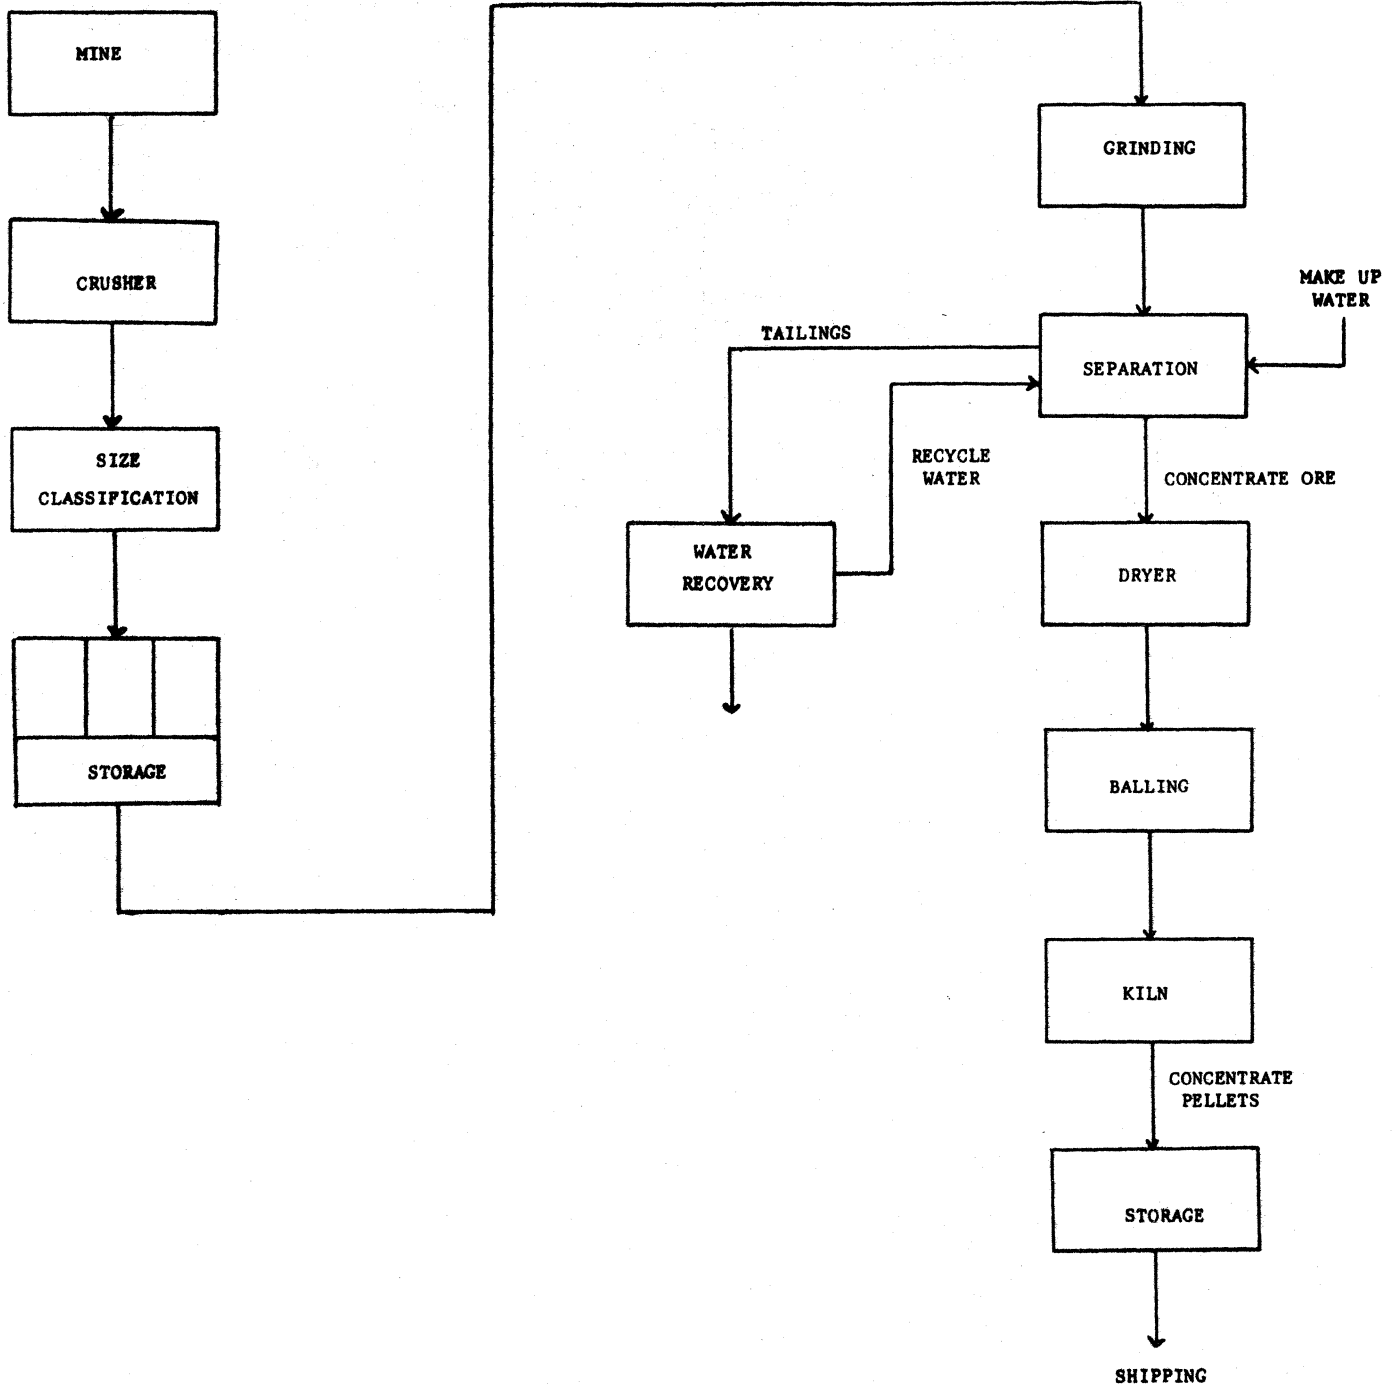 MINE
CRUSHER
SIZE
CLASSIFICATION
STORAGE
GRINDING
MAKE UP
WATER
SEPARATION
TAILINGS
RECYCLE
WATER
CONCENTRATE ORE
WATER
RECOVERY
DRYER
BALLING
KILN
CONCENTRATE
PELLETS
STORAGE
SHIPPING